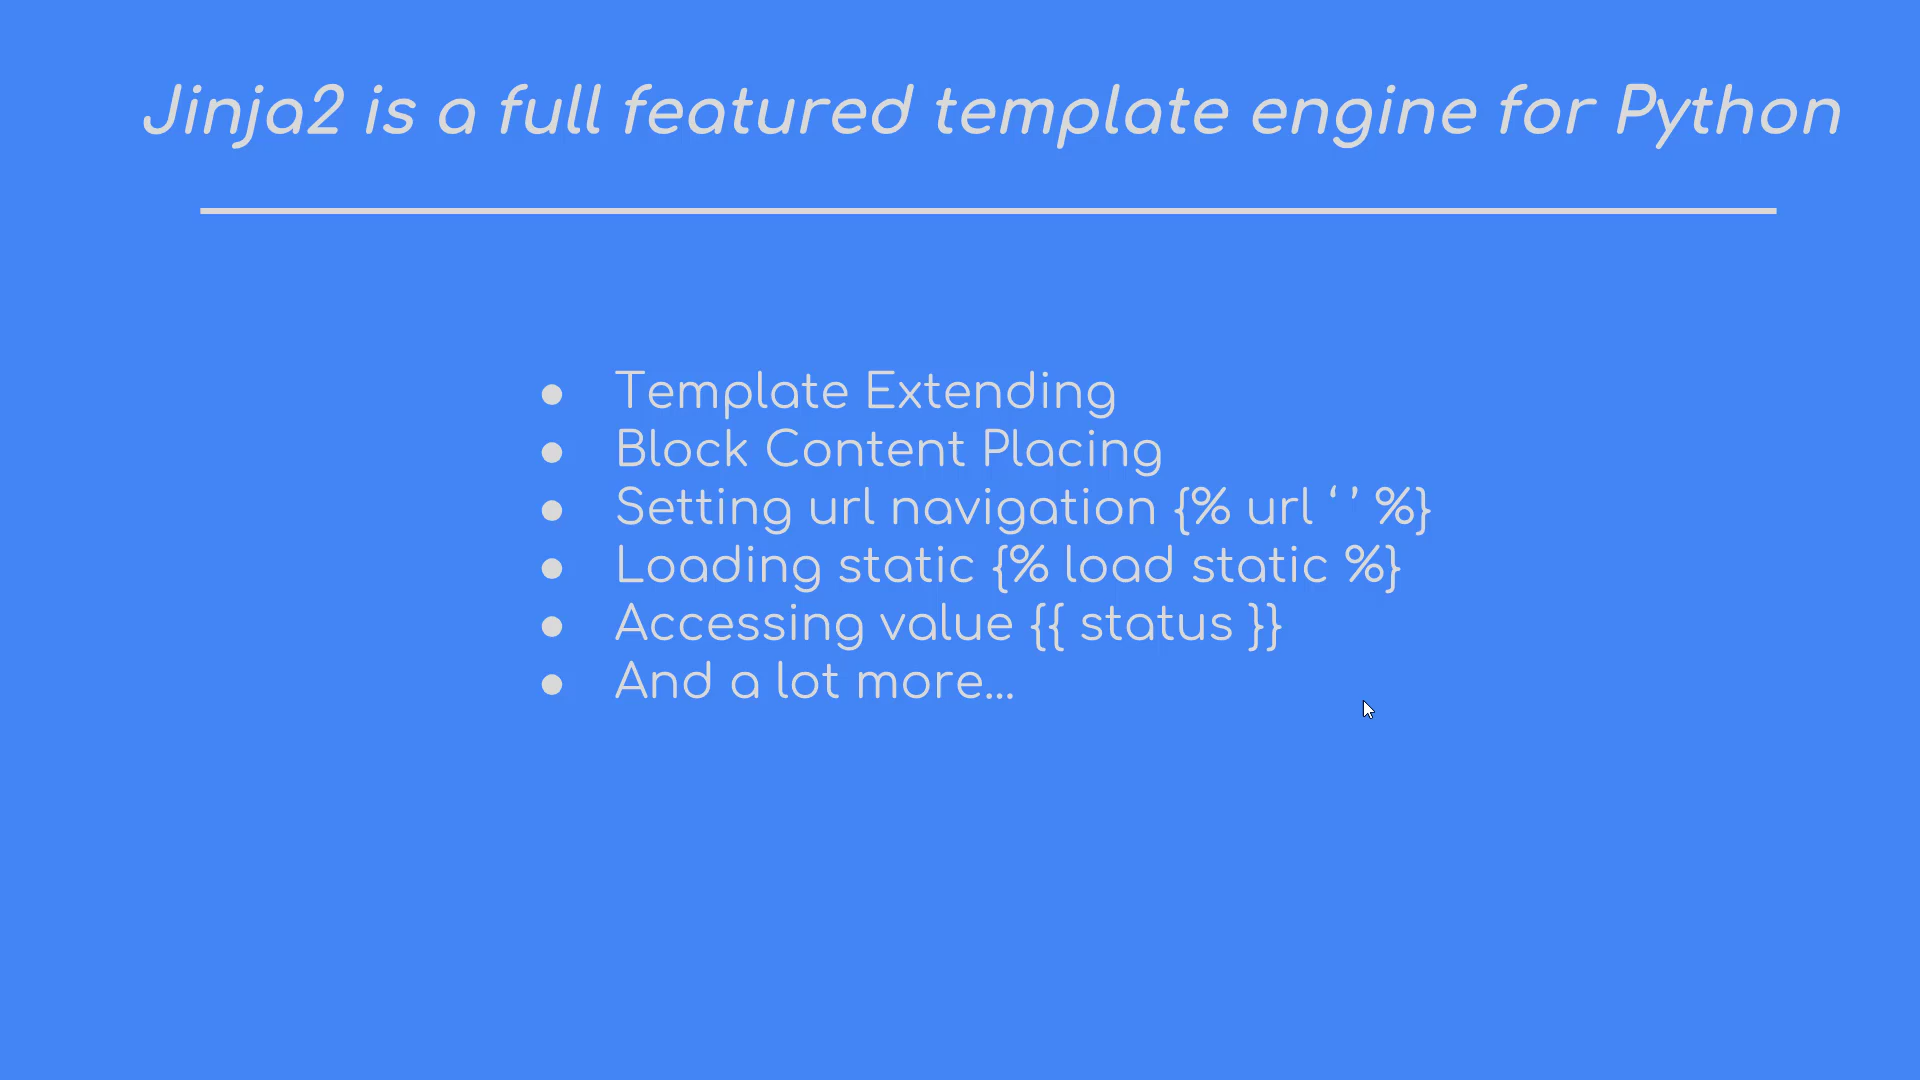 Jinja2 is a full featured template engine for Python
● Template Extending
● Block Content Placing
● Setting url navigation {% url ‘ ’ %}
● Loading static {% load static %}
● Accessing value {{ status }}
● And a lot more...